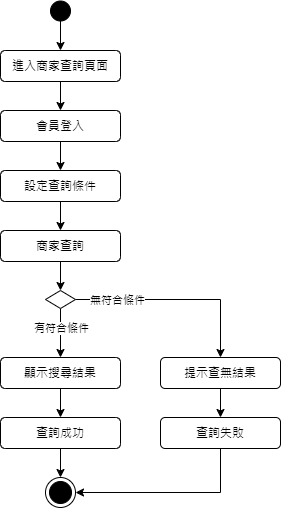 進入商家查詢頁面
會員登入
設定查詢條件
商家查詢
無符合條件
有符合條件
顯示搜尋結果
提示查無結果
查詢成功
查詢失敗